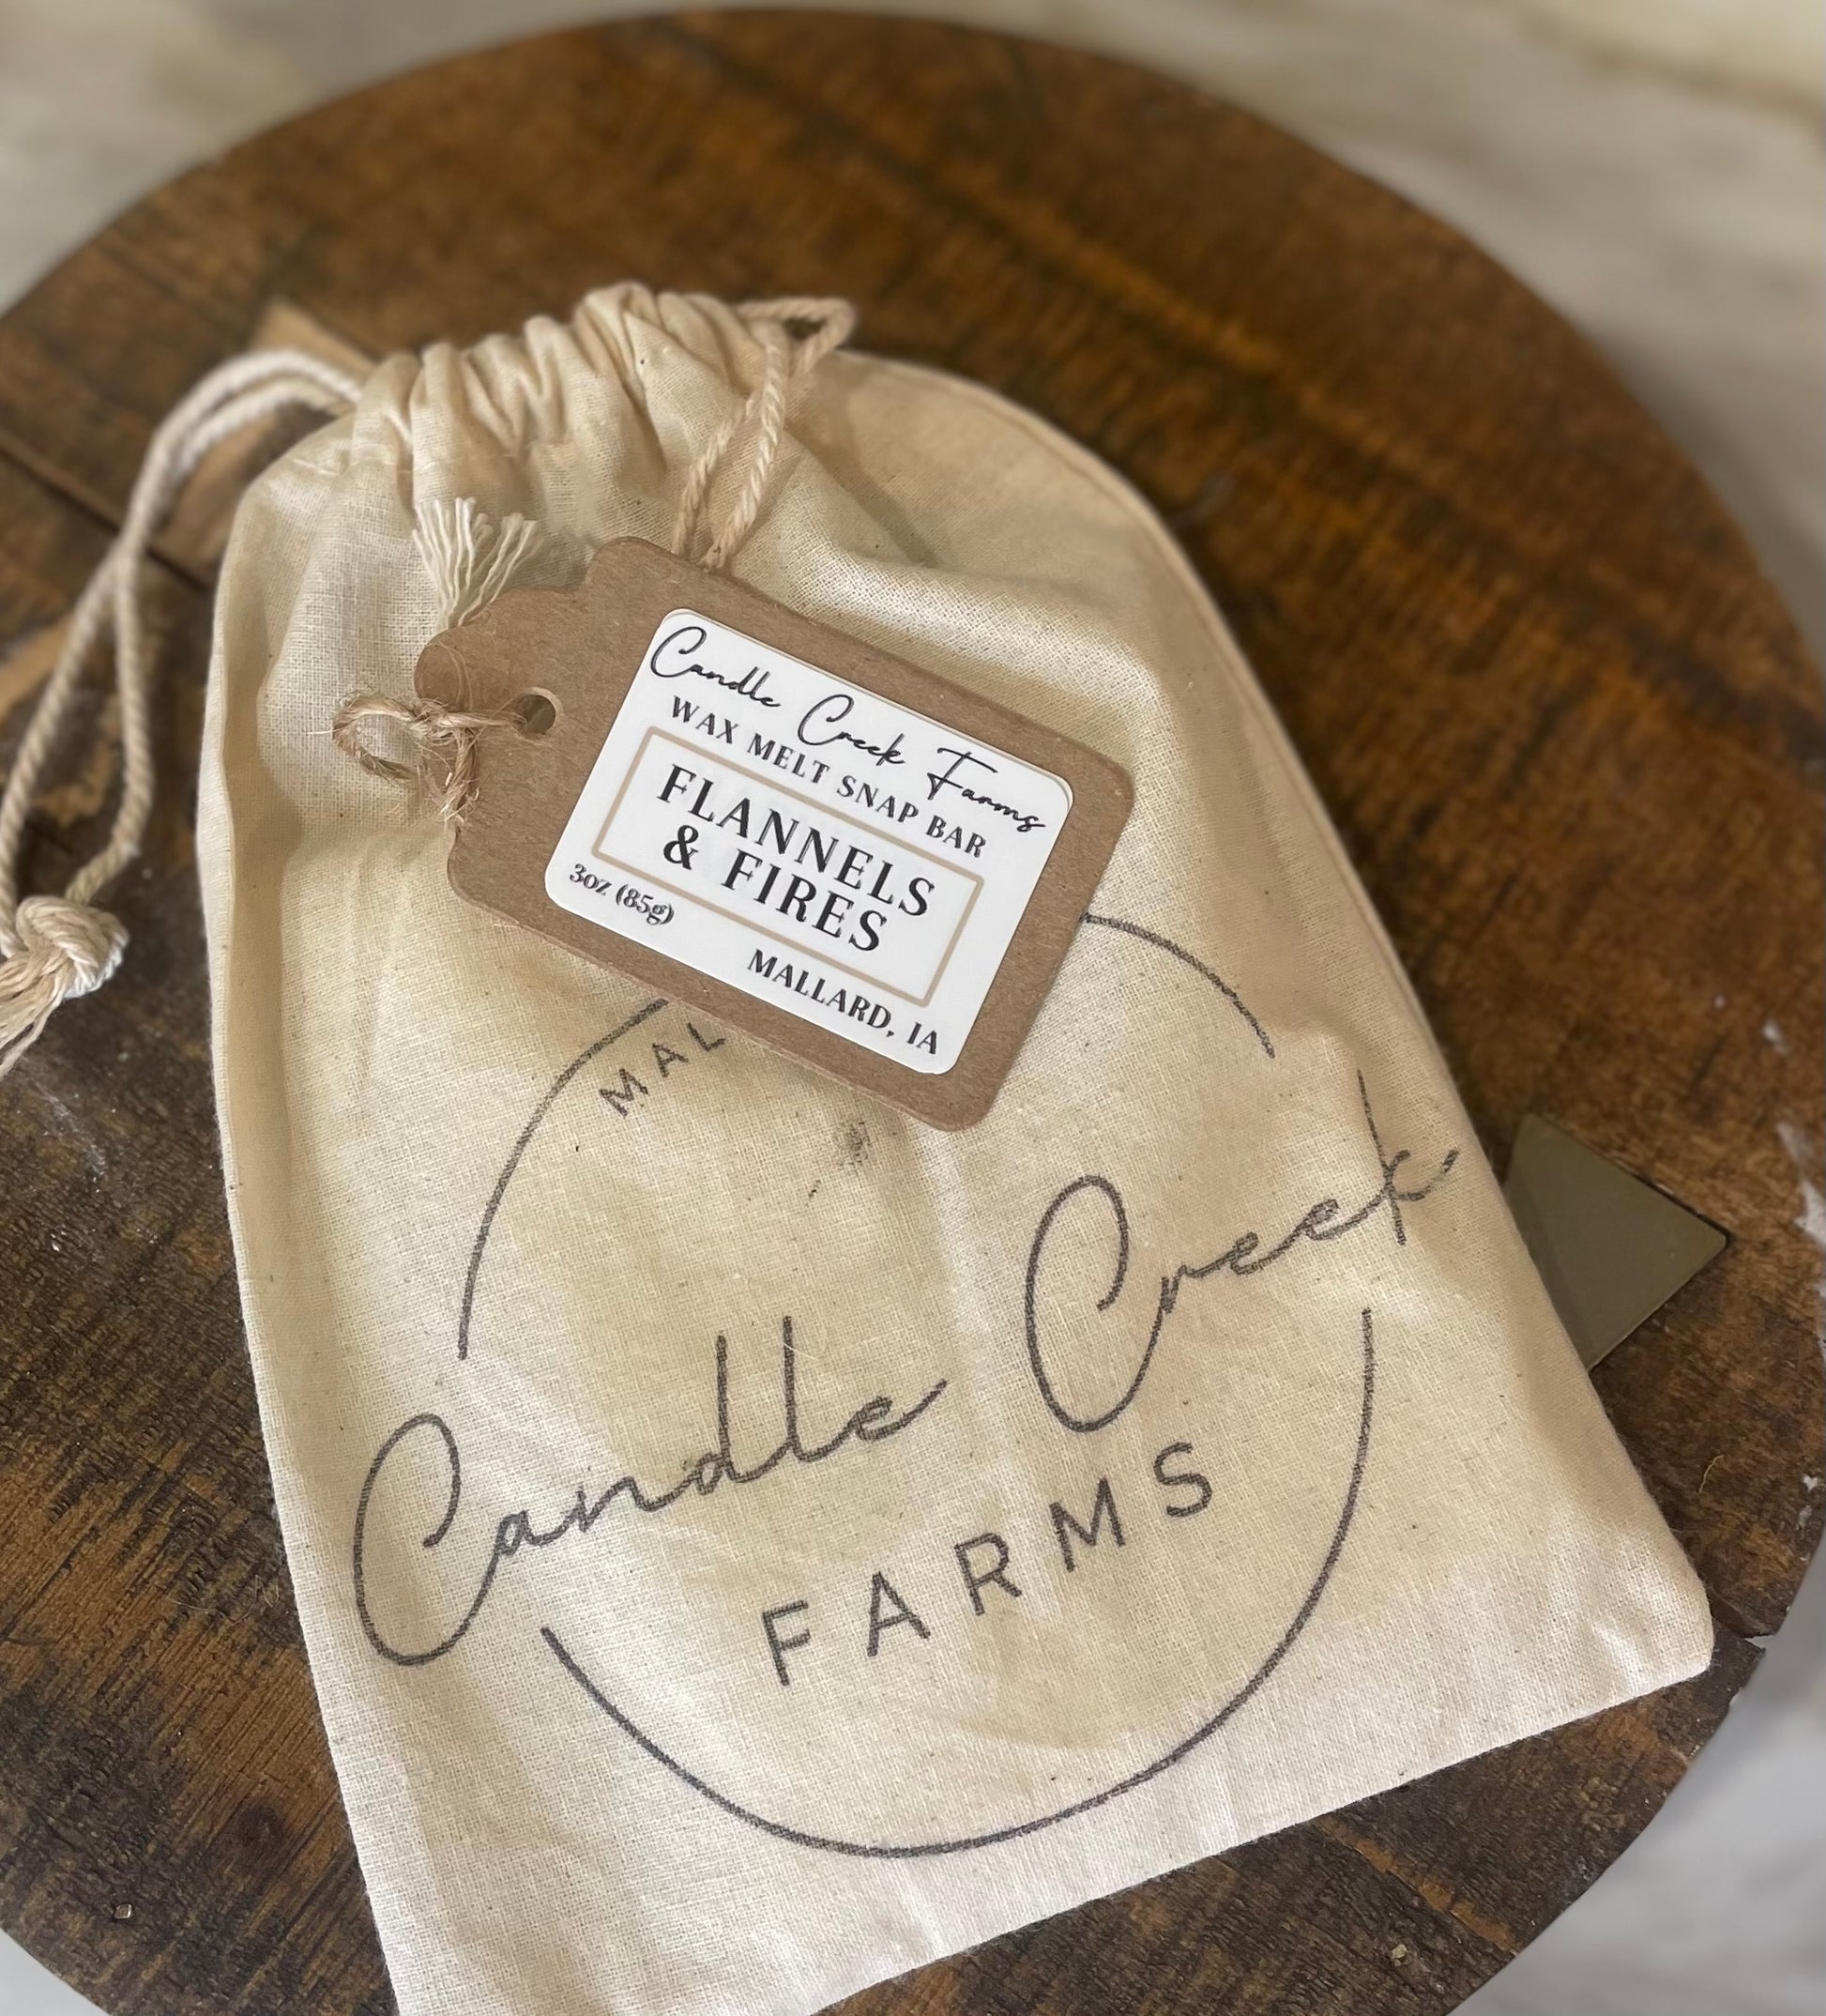 Candle Creek Farms
WAX MELT SNAP BAR
FLANNELS
& FIRES
3oz (85g)
MALLARD, IA
MAL
Candle Creek
FARMS